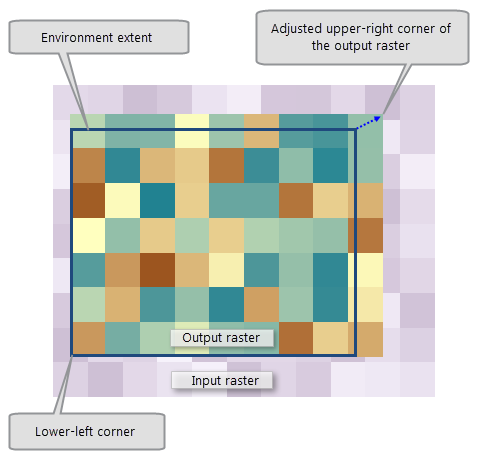 Environment extent
Adjusted upper-right corner of
the output raster
Output raster
Input raster
Lower-left corner